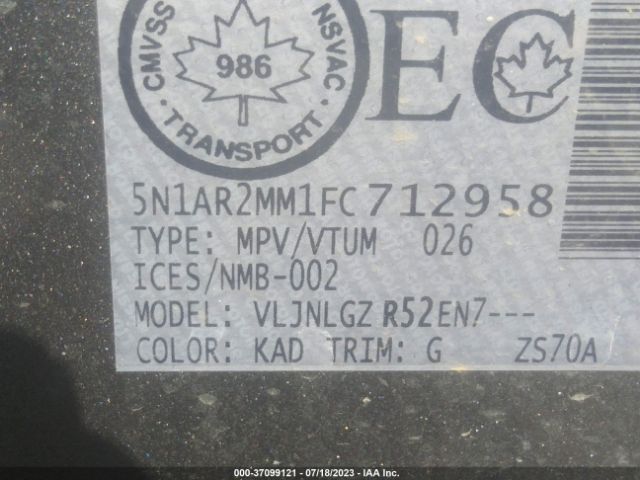 CMVSS NSVAC
986
· TRANSPORT ·
EC
5N1AR2MM1FC712958
TYPE: MPV/VTUM 026
ICES/NMB-002
MODEL: VLJNLGZ R52EN7---
COLOR: KAD TRIM: G ZS70A
000-37099121 / 07/18/2023 - IAA Inc.